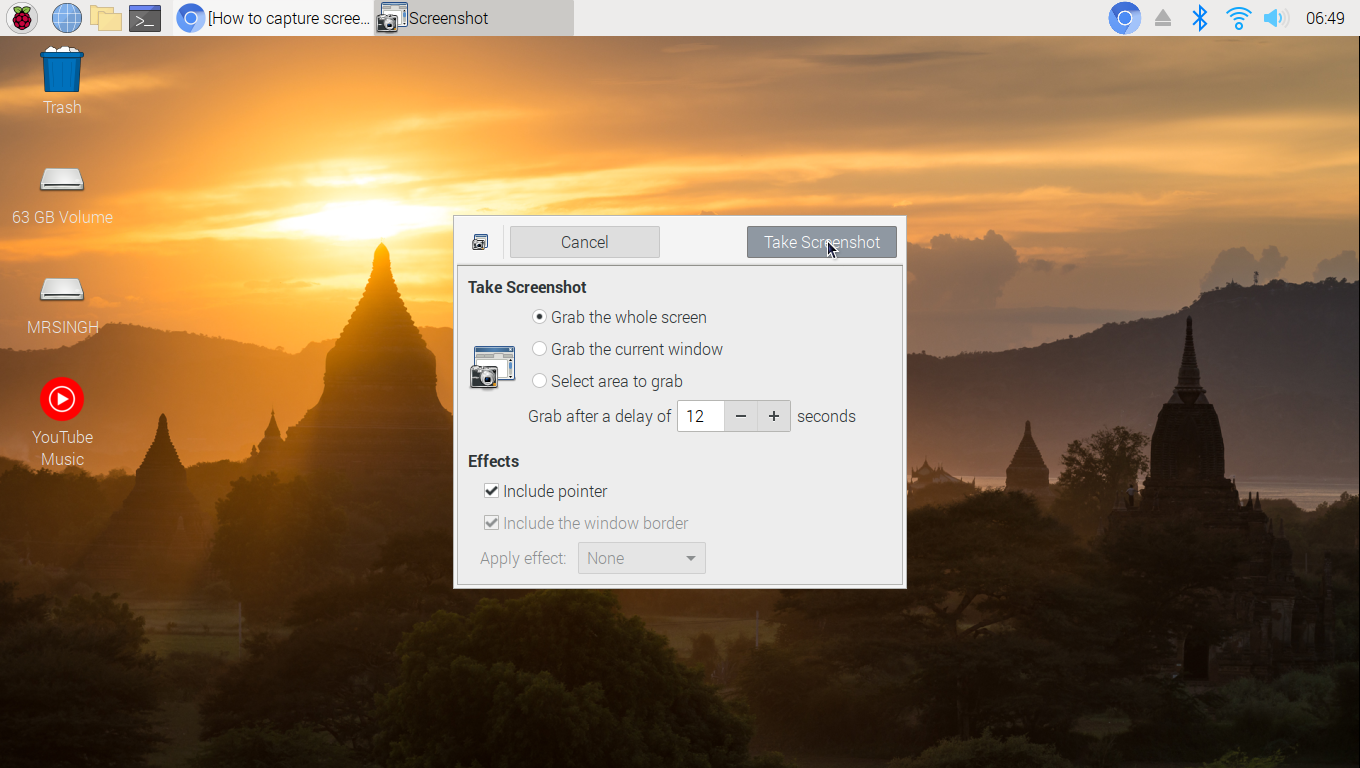 [How to capture scree...
Screenshot
06:49
Trash
63 GB Volume
MRSINGH
YouTube
Music
Cancel
Take Screenshot
Take Screenshot
Grab the whole screen
Grab the current window
Select area to grab
Grab after a delay of 12 − + seconds
Effects
Include pointer
Include the window border
Apply effect: None